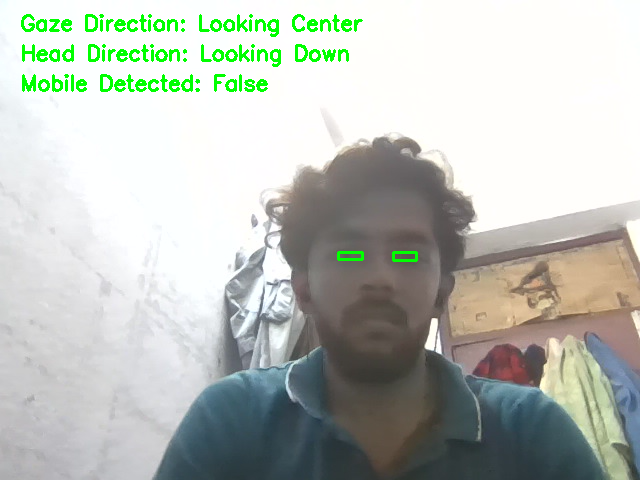 Gaze Direction: Looking Center
Head Direction: Looking Down
Mobile Detected: False